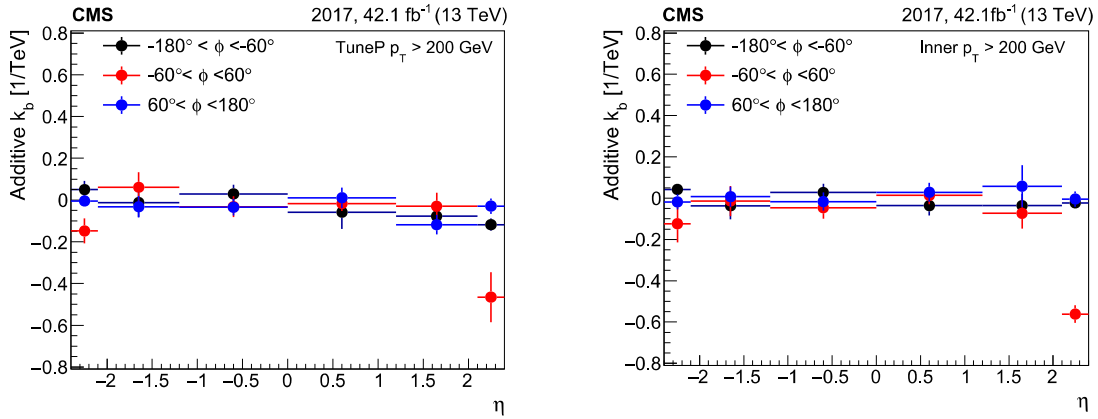 CMS 2017, 42.1 fb⁻¹ (13 TeV)
Additive k_b [1/TeV]
0.8
0.6
0.4
0.2
0
−0.2
−0.4
−0.6
−0.8
-180° < ϕ <-60°
-60°< ϕ <60°
60°< ϕ <180°
TuneP p_T > 200 GeV
−2 −1.5 −1 −0.5 0 0.5 1 1.5 2
η
CMS 2017, 42.1fb⁻¹ (13 TeV)
Additive k_b [1/TeV]
0.8
0.6
0.4
0.2
0
−0.2
−0.4
−0.6
−0.8
-180° < ϕ <-60°
-60°< ϕ <60°
60°< ϕ <180°
Inner p_T > 200 GeV
−2 −1.5 −1 −0.5 0 0.5 1 1.5 2
η